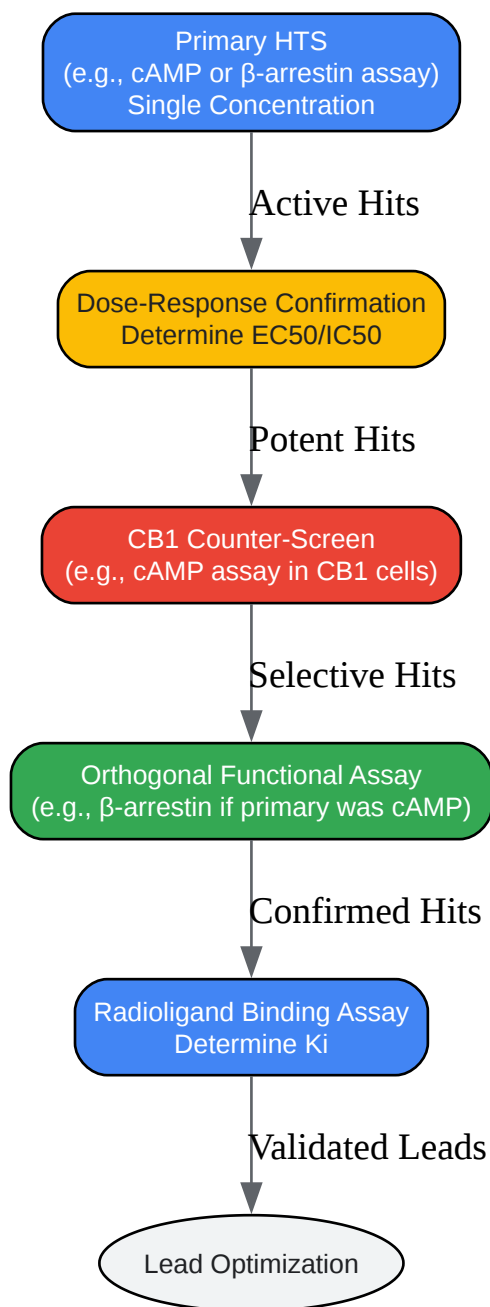 Primary HTS
(e.g., cAMP or β-arrestin assay)
Single Concentration
Active Hits
Dose-Response Confirmation
Determine EC50/IC50
Potent Hits
CB1 Counter-Screen
(e.g., cAMP assay in CB1 cells)
Selective Hits
Orthogonal Functional Assay
(e.g., β-arrestin if primary was cAMP)
Confirmed Hits
Radioligand Binding Assay
Determine Ki
Validated Leads
Lead Optimization